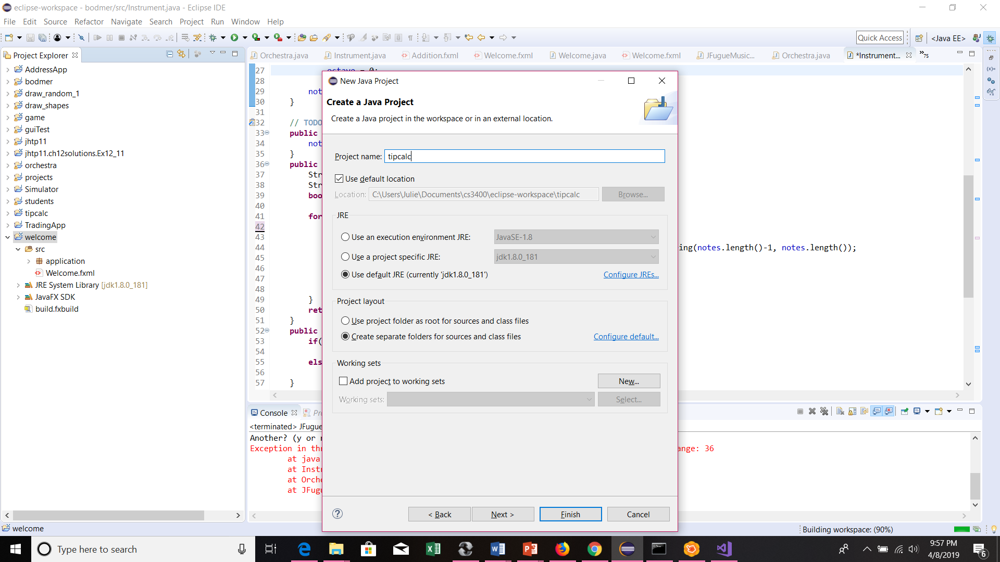 eclipse-workspace - bodmer/src/Instrument.java - Eclipse IDE
File Edit Source Refactor Navigate Search Project Run Window Help
Quick Access
<Java EE>
Project Explorer
AddressApp
bodmer
draw_random_1
draw_shapes
game
guiTest
jhtp11
jhtp11.ch12solutions.Ex12_11
orchestra
projects
Simulator
students
tipcalc
TradingApp
welcome
src
application
Welcome.fxml
JRE System Library [jdk1.8.0_181]
JavaFX SDK
build.fxbuild
Orchestra.java Instrument.java Addition.fxml Welcome.fxml Welcome.java Welcome.fxml JFugueMusic... Orchestra.java *Instrument... »75
27 octave = 0;
28
29 not
30 }
31
32 // TODO
33 public
34 not
35 }
36 public
37 Str
38 Str
39 boo
40
41 for
42
43
44 ing(notes.length()-1, notes.length());
45
46
47
48
49 }
50 ret
51 }
52 public
53 if(
54
55 els
56
57 }
New Java Project
Create a Java Project
Create a Java project in the workspace or in an external location.
Project name: tipcalc
Use default location
Location: C:\Users\Julie\Documents\cs3400\eclipse-workspace\tipcalc Browse...
JRE
Use an execution environment JRE: JavaSE-1.8
Use a project specific JRE: jdk1.8.0_181
Use default JRE (currently 'jdk1.8.0_181') Configure JREs...
Project layout
Use project folder as root for sources and class files
Create separate folders for sources and class files Configure default...
Working sets
Add project to working sets New...
Working sets: Select...
< Back Next > Finish Cancel
Console Pr
<terminated> JFugue
Another? (y or
Exception in thr ange: 36
at java
at Instr
at Orche
at JFugu
welcome
Building workspace: (90%)
Type here to search
9:57 PM
4/8/2019
6